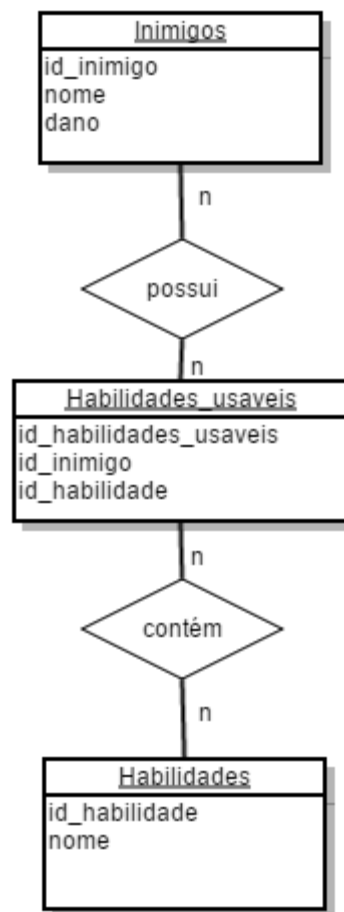 Inimigos
id_inimigo
nome
dano
n
possui
n
Habilidades_usaveis
id_habilidades_usaveis
id_inimigo
id_habilidade
n
contém
n
Habilidades
id_habilidade
nome